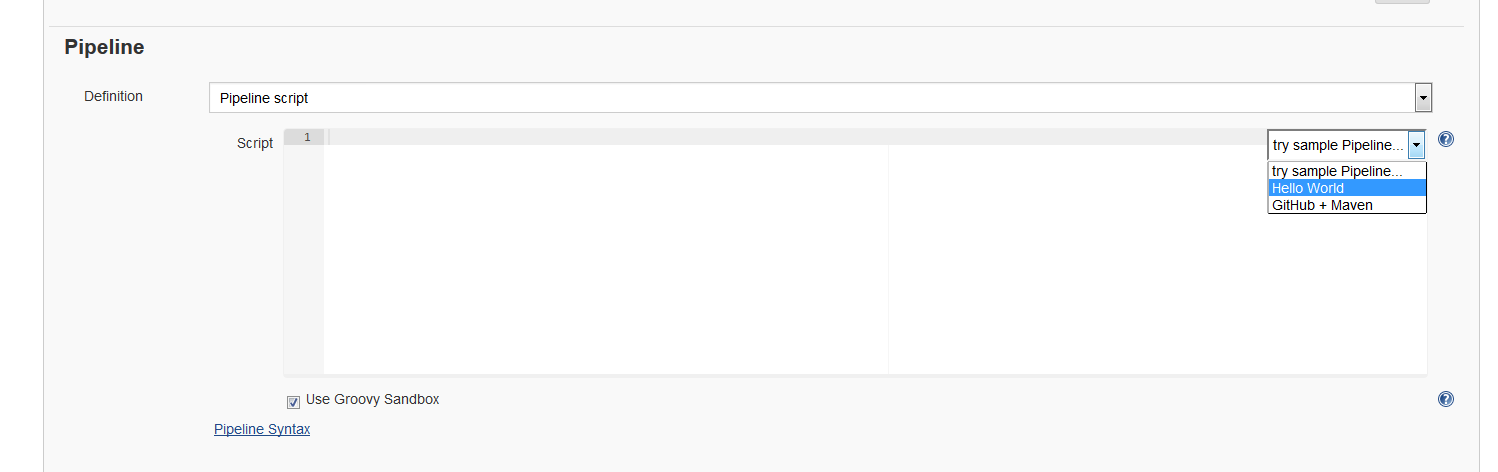 Pipeline
Definition
Pipeline script
Script
1
try sample Pipeline...
try sample Pipeline...
Hello World
GitHub + Maven
Use Groovy Sandbox
Pipeline Syntax